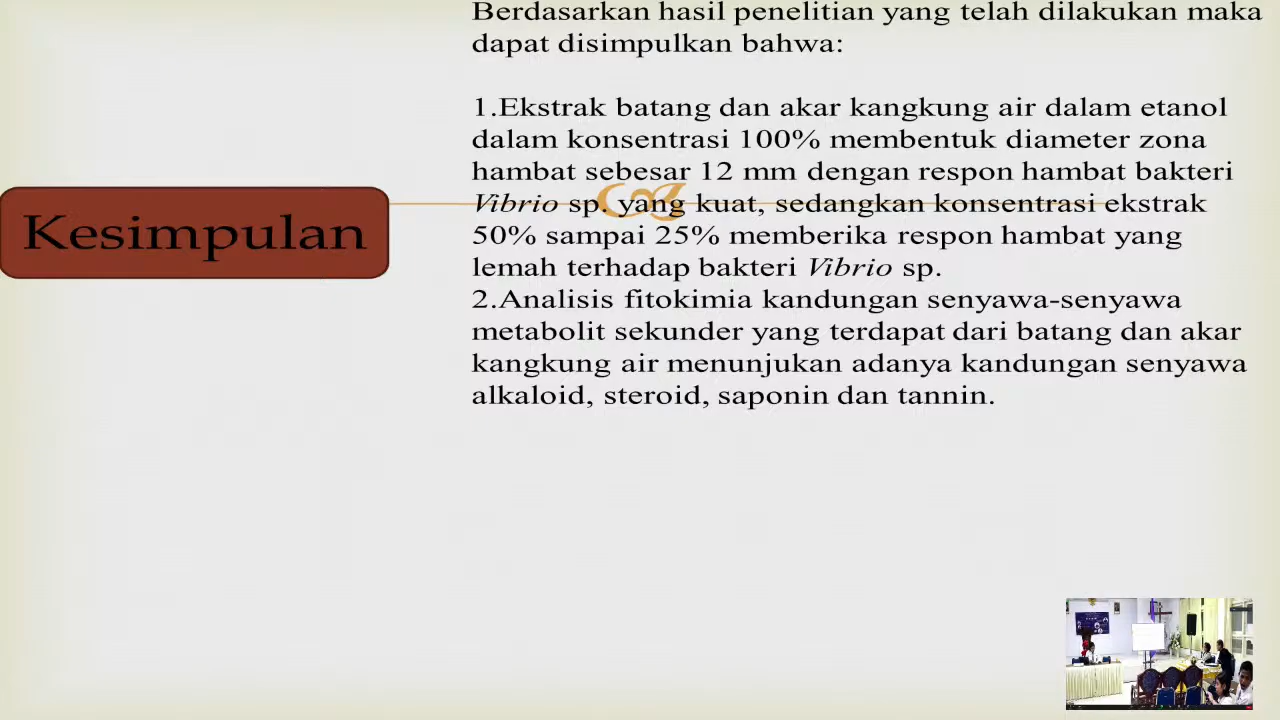 Berdasarkan hasil penelitian yang telah dilakukan maka
dapat disimpulkan bahwa:
1.Ekstrak batang dan akar kangkung air dalam etanol
dalam konsentrasi 100% membentuk diameter zona
hambat sebesar 12 mm dengan respon hambat bakteri
Vibrio sp. yang kuat, sedangkan konsentrasi ekstrak
50% sampai 25% memberika respon hambat yang
lemah terhadap bakteri Vibrio sp.
2.Analisis fitokimia kandungan senyawa-senyawa
metabolit sekunder yang terdapat dari batang dan akar
kangkung air menunjukan adanya kandungan senyawa
alkaloid, steroid, saponin dan tannin.
Kesimpulan